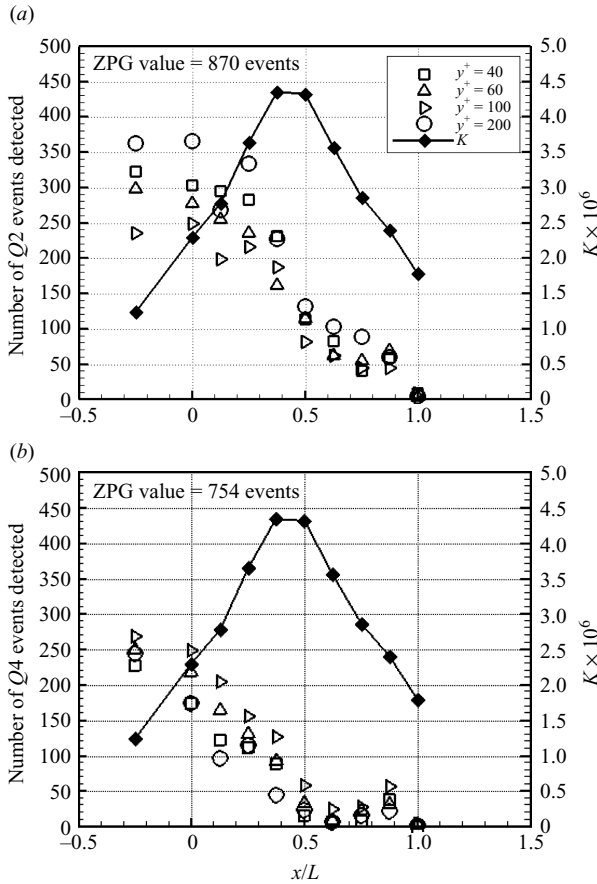 (a)
500
450
400
350
300
250
200
150
100
50
0
Number of Q2 events detected
ZPG value = 870 events
y+ = 40
y+ = 60
y+ = 100
y+ = 200
K
5.0
4.5
4.0
3.5
3.0
2.5
2.0
1.5
1.0
0.5
0
K × 10⁶
−0.5 0 0.5 1.0 1.5
(b)
500
450
400
350
300
250
200
150
100
50
0
Number of Q4 events detected
ZPG value = 754 events
5.0
4.5
4.0
3.5
3.0
2.5
2.0
1.5
1.0
0.5
0
K × 10⁶
−0.5 0 0.5 1.0 1.5
x/L